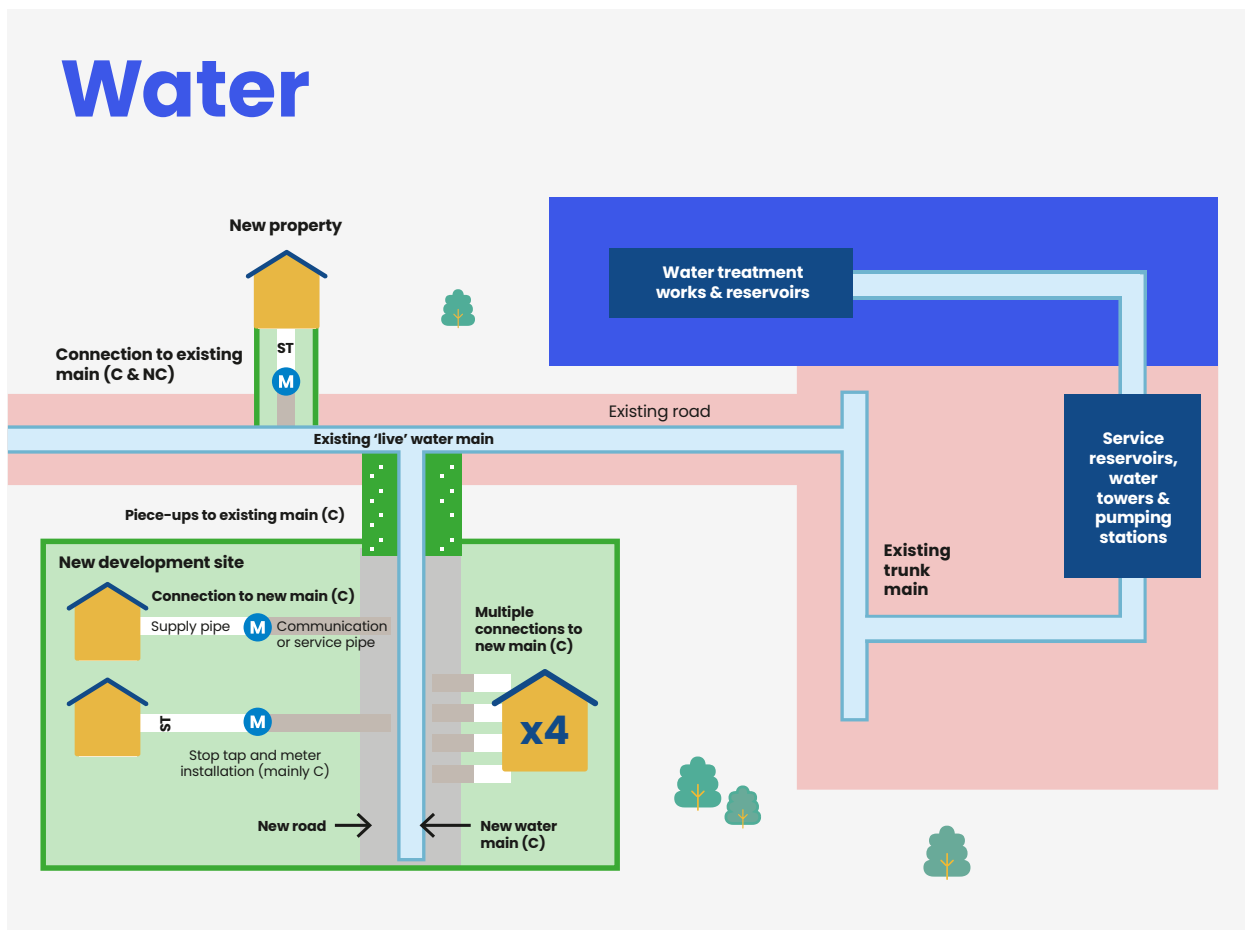 Water
New property
Water treatment
works & reservoirs
ST
Connection to existing
main (C & NC)
M
Existing road
Existing ‘live’ water main
Service
reservoirs,
water
towers &
pumping
stations
Piece-ups to existing main (C)
Existing
trunk
main
New development site
Connection to new main (C)
Supply pipe
M
Communication
or service pipe
Multiple
connections to
new main (C)
ST
M
x4
Stop tap and meter
installation (mainly C)
New road
New water
main (C)